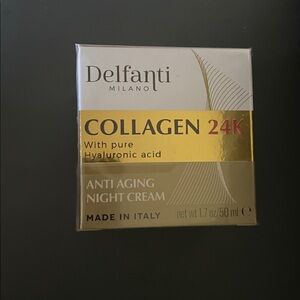 Delfanti
MILANO
COLLAGEN 24K
With pure
Hyaluronic acid
ANTI AGING
NIGHT CREAM
MADE IN ITALY net wt 1.7 oz/50 ml